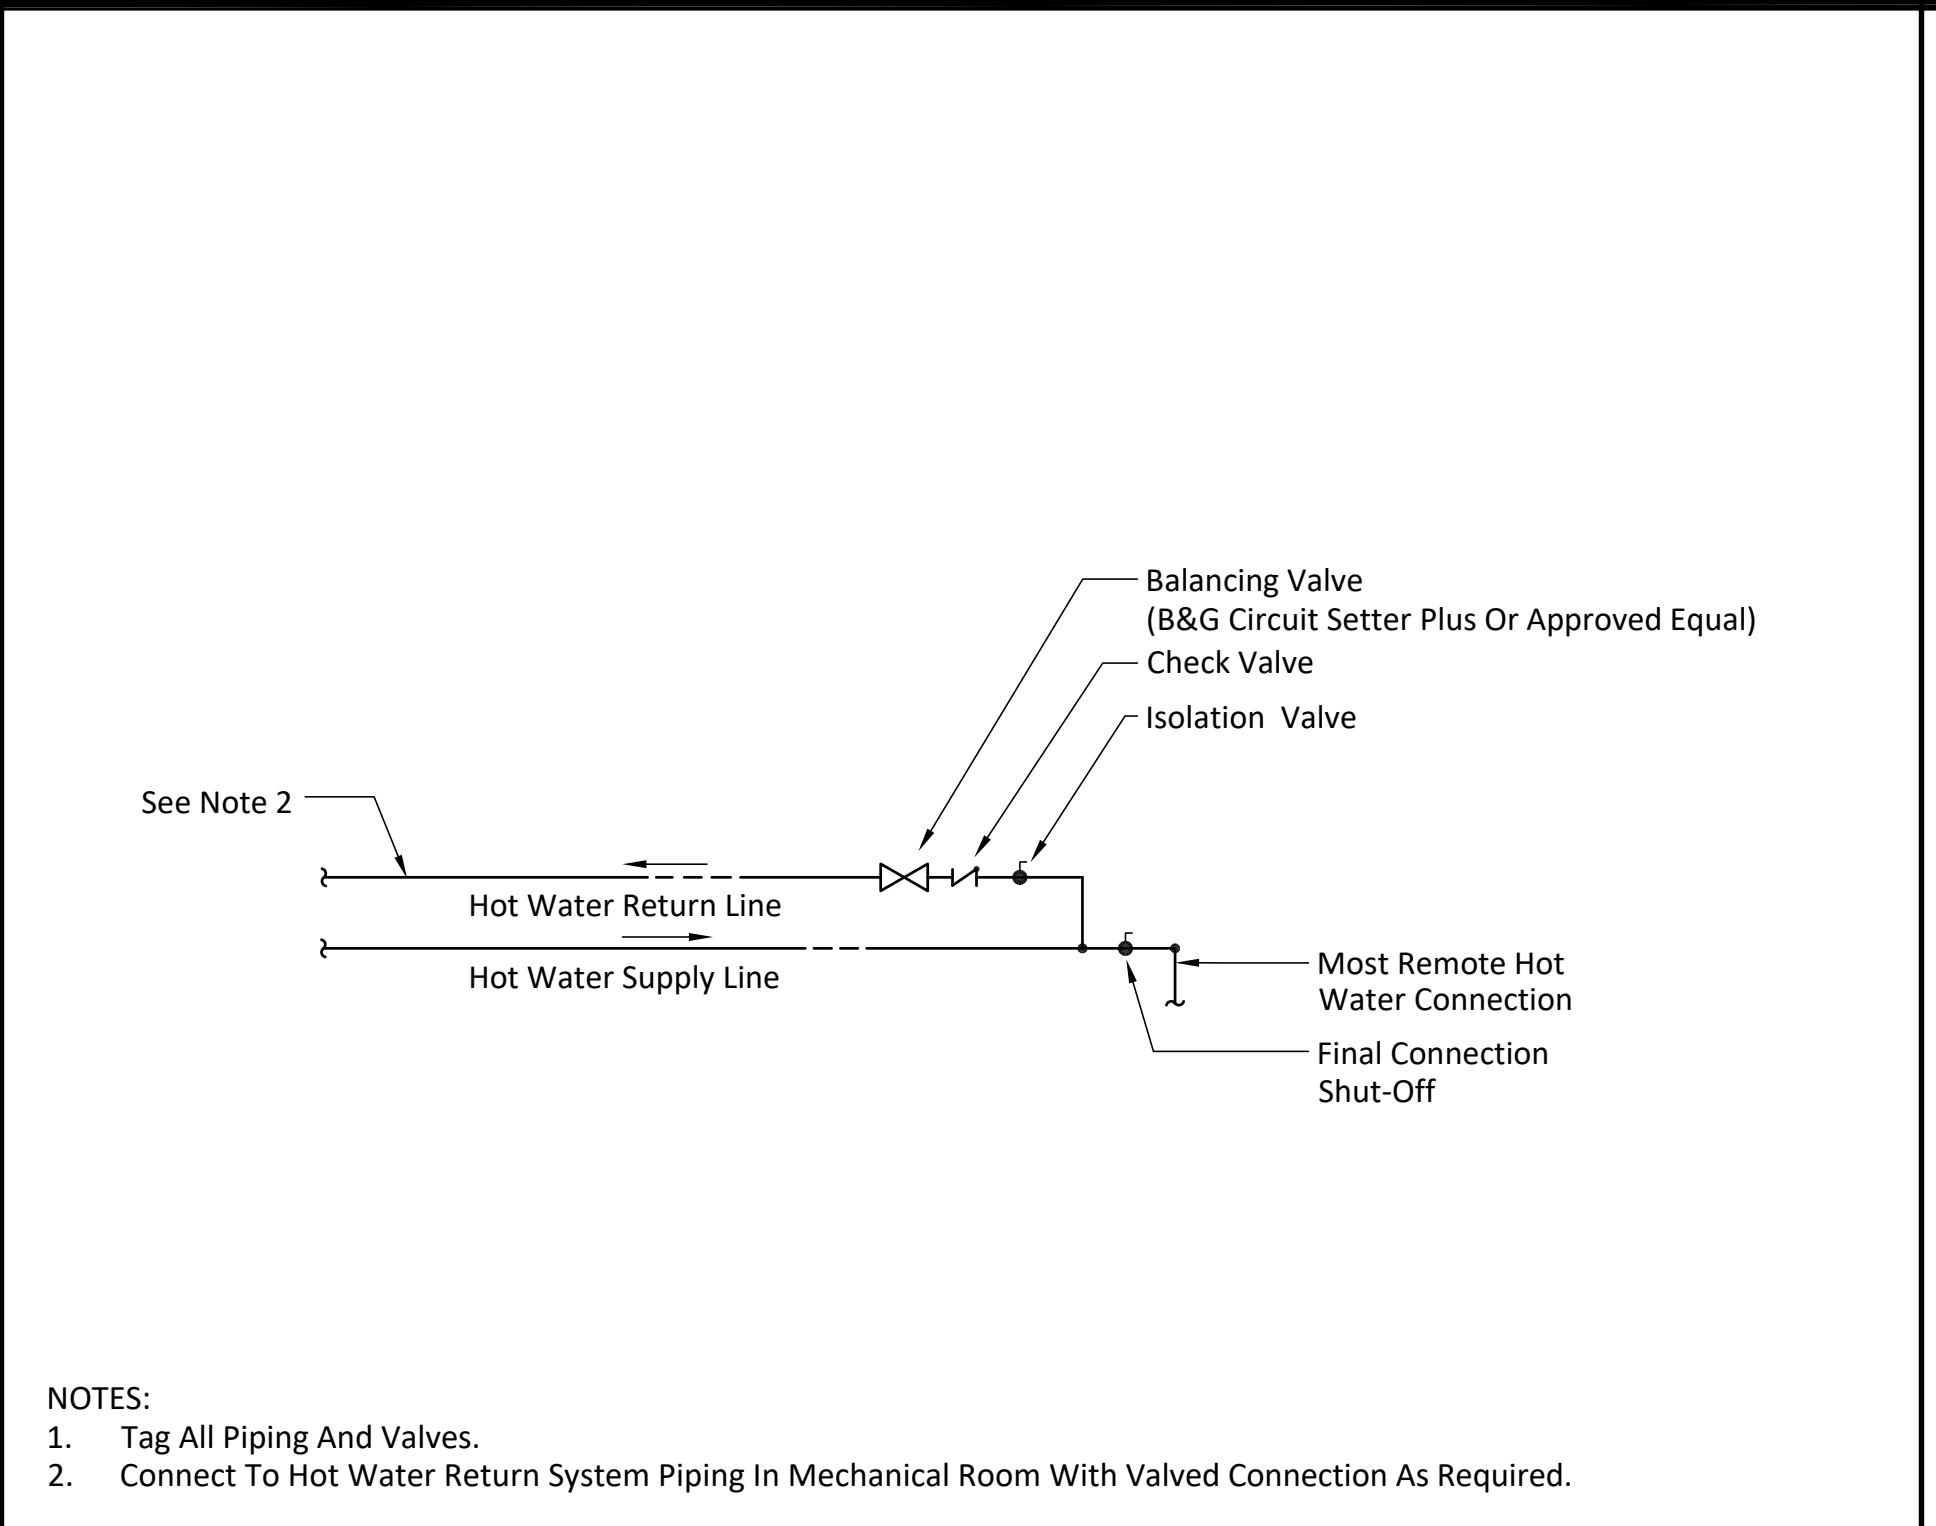 Balancing Valve
(B&G Circuit Setter Plus Or Approved Equal)
Check Valve
Isolation  Valve
See Note 2
Hot Water Return Line
Hot Water Supply Line
Most Remote Hot
Water Connection
Final Connection
Shut-Off
NOTES:
1. Tag All Piping And Valves.
2. Connect To Hot Water Return System Piping In Mechanical Room With Valved Connection As Required.